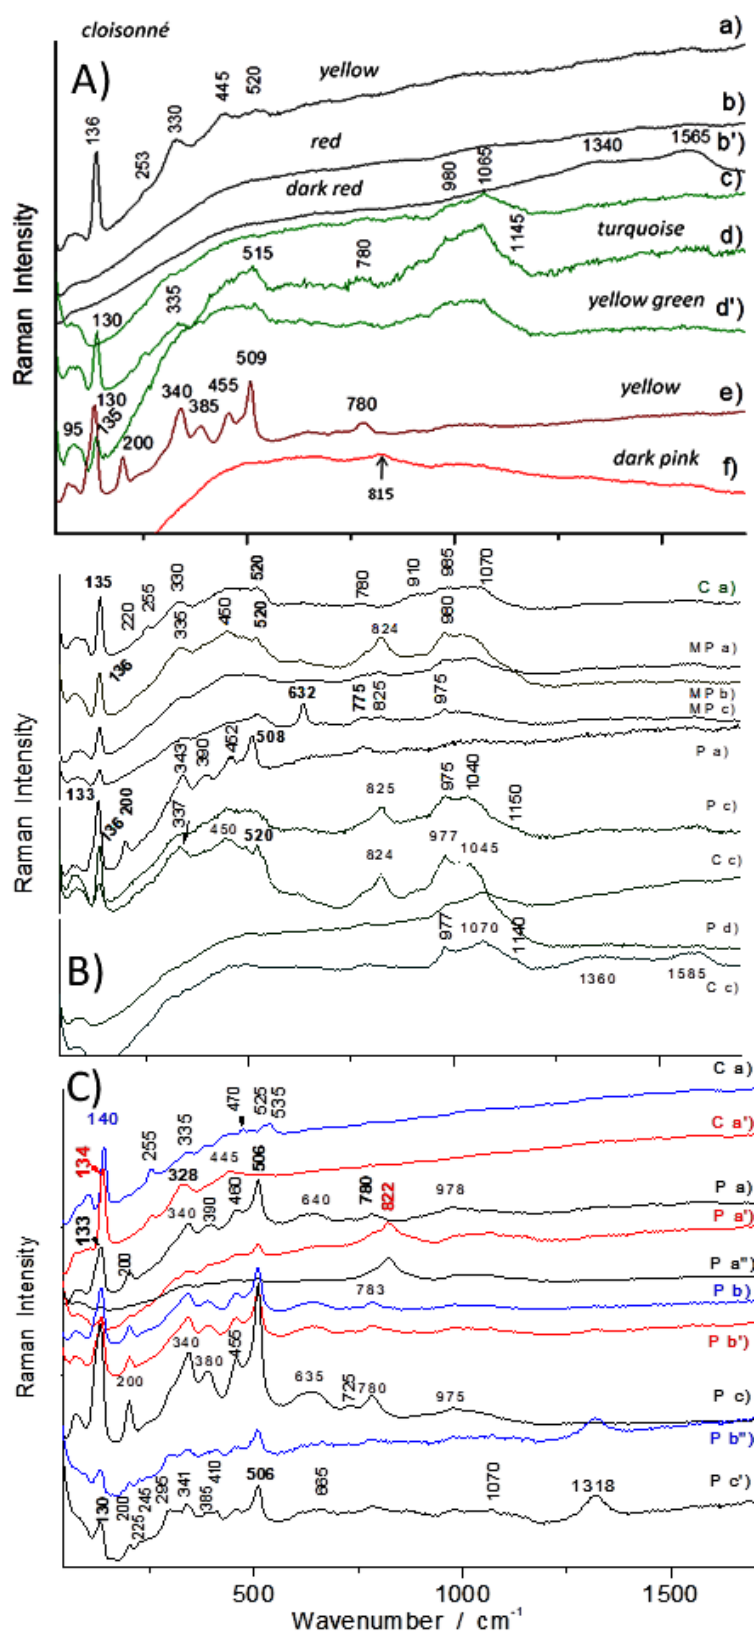 cloisonné
a)
A)
yellow
136
253
330
445
520
b)
red
b')
1340
1565
dark red
980
1065
c)
turquoise
1145
d)
515
780
335
130
yellow green
d')
509
yellow
130
135
95
200
340
385
455
780
e)
dark pink
f)
815
Raman Intensity
135
220
255
330
520
780
910
985
1070
C a)
335
450
520
824
980
MP a)
136
632
775
825
975
MP b)
MP c)
343
390
452
508
P a)
133
200
136
337
450
520
825
975
1040
1150
P c)
824
977
1045
C c)
P d)
977
1070
1140
1360
1585
C c)
B)
Raman Intensity
C)
C a)
140
255
335
470
525
535
C a')
134
328
445
506
P a)
133
200
340
390
460
640
780
822
978
P a')
P a")
783
P b)
P b')
200
340
380
455
635
725
780
975
P c)
P b")
130
200
225
245
295
341
385
410
506
665
1070
1318
P c')
Raman Intensity
500
1000
1500
Wavenumber / cm⁻¹